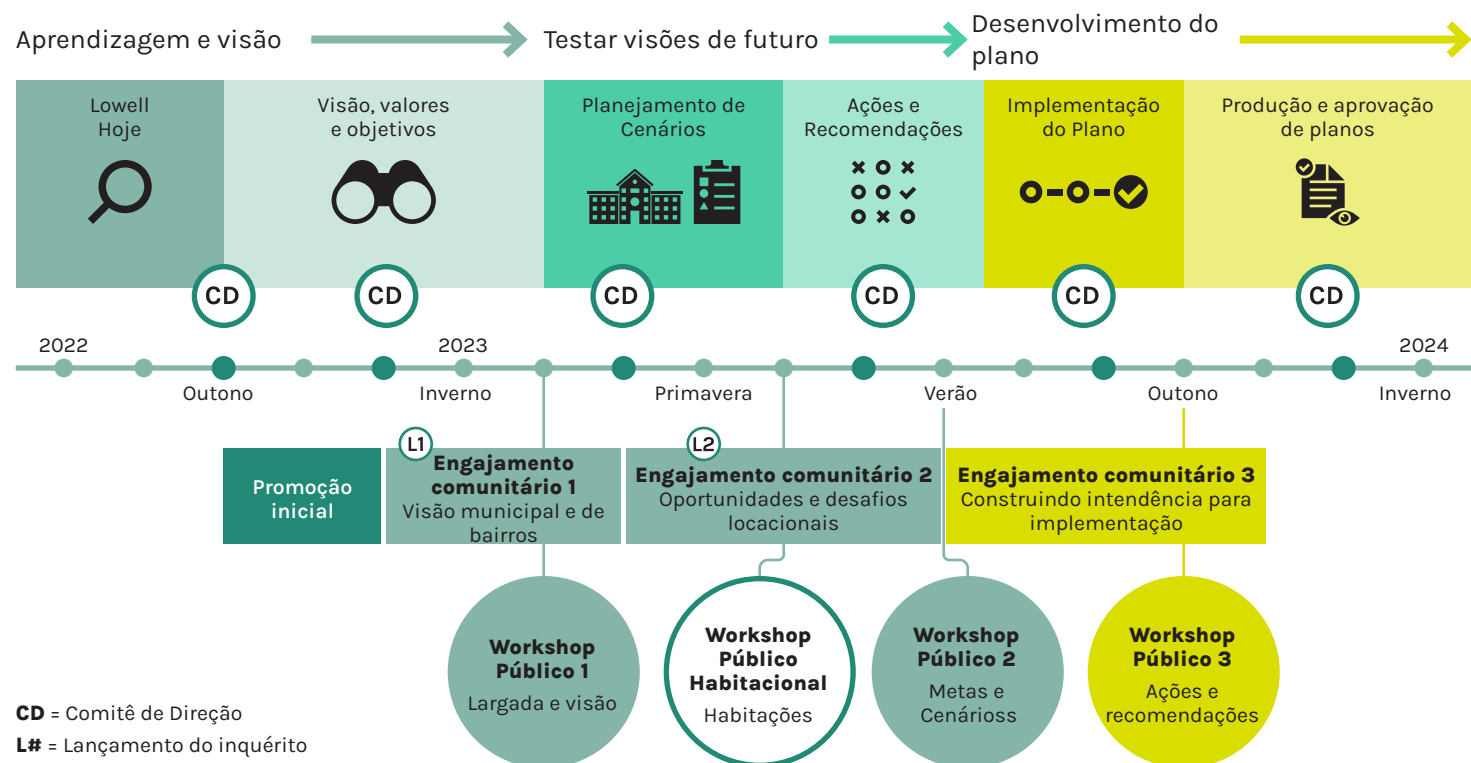 Aprendizagem e visão
Testar visões de futuro
Desenvolvimento do
plano
Lowell
Hoje
Visão, valores
e objetivos
Planejamento de
Cenários
Ações e
Recomendações
Implementação
do Plano
Produção e aprovação
de planos
CD
CD
CD
CD
CD
CD
2022
2023
2024
Outono
Inverno
Primavera
Verão
Outono
Inverno
L1
L2
Promoção
inicial
Engajamento
comunitário 1
Visão municipal e de
bairros
Engajamento comunitário 2
Oportunidades e desafios
locacionais
Engajamento comunitário 3
Construindo intendência para
implementação
Workshop
Público 1
Largada e visão
Workshop
Público
Habitacional
Habitações
Workshop
Público 2
Metas e
Cenárioss
Workshop
Público 3
Ações e
recomendações
CD = Comitê de Direção
L# = Lançamento do inquérito